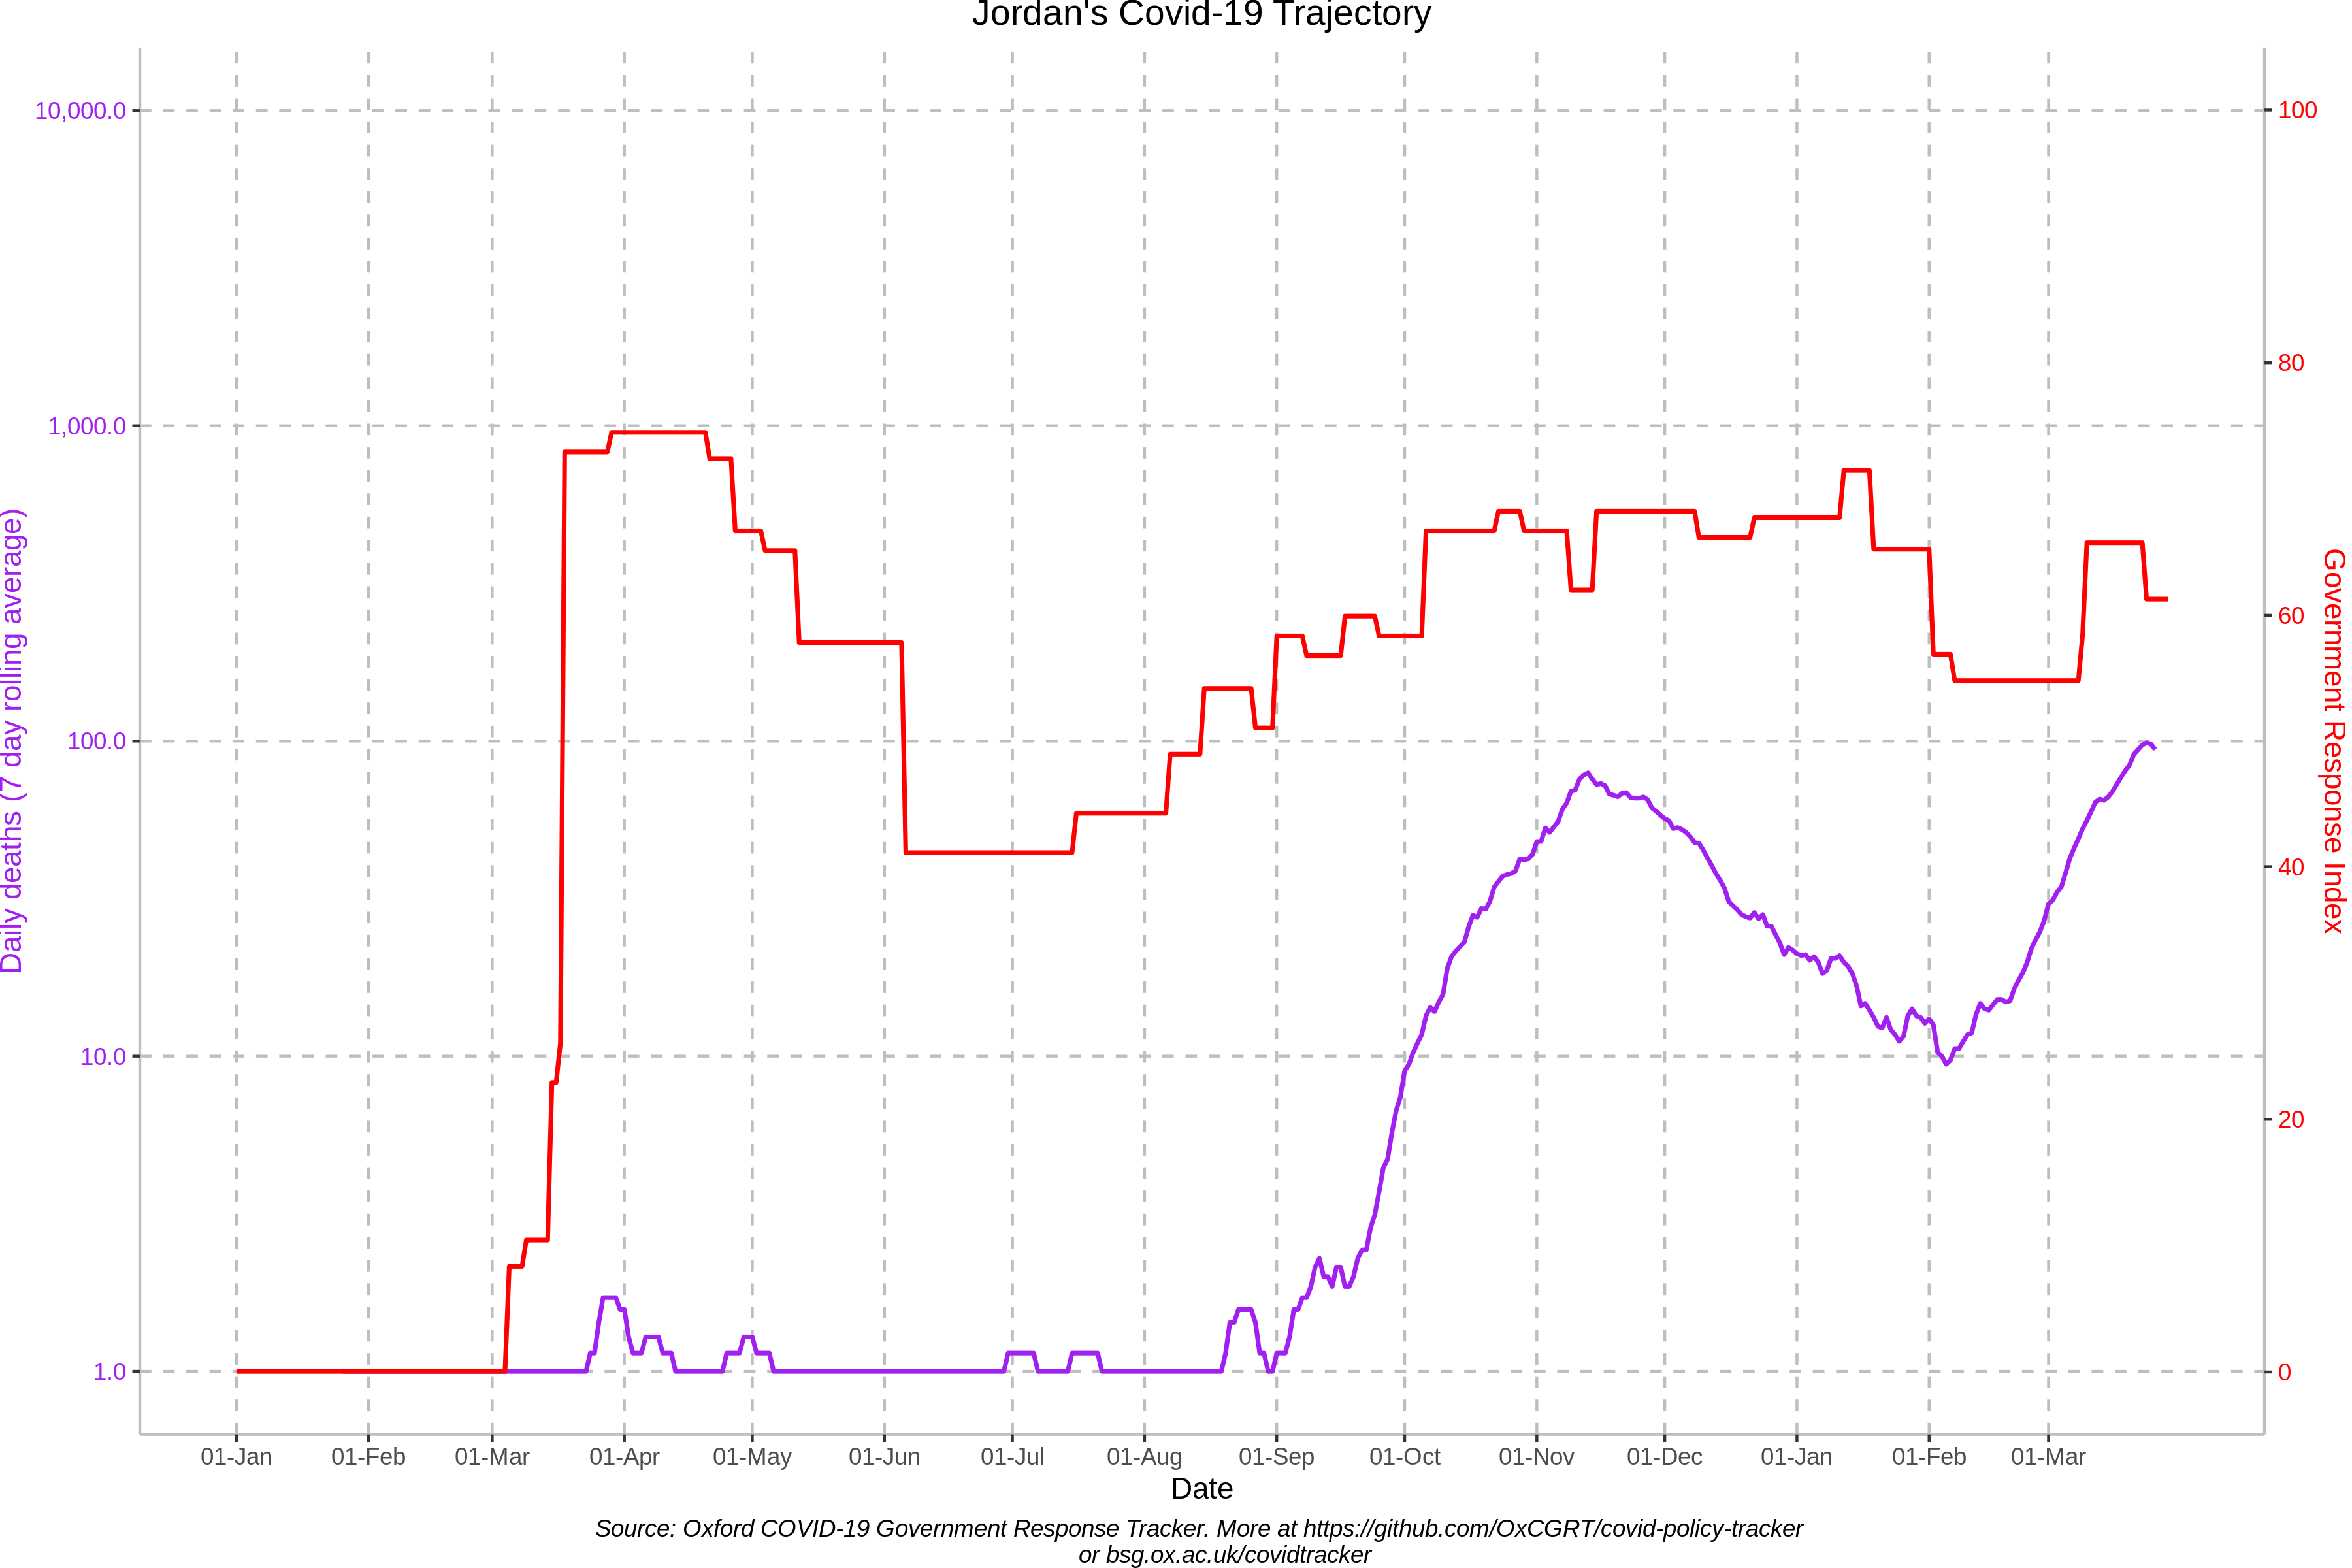 Jordan's Covid-19 Trajectory
Daily deaths (7 day rolling average)
10,000.0
1,000.0
100.0
10.0
1.0
100
80
60
40
20
0
Government Response Index
01-Jan 01-Feb 01-Mar 01-Apr 01-May 01-Jun 01-Jul 01-Aug 01-Sep 01-Oct 01-Nov 01-Dec 01-Jan 01-Feb 01-Mar
Date
Source: Oxford COVID-19 Government Response Tracker. More at https://github.com/OxCGRT/covid-policy-tracker
or bsg.ox.ac.uk/covidtracker